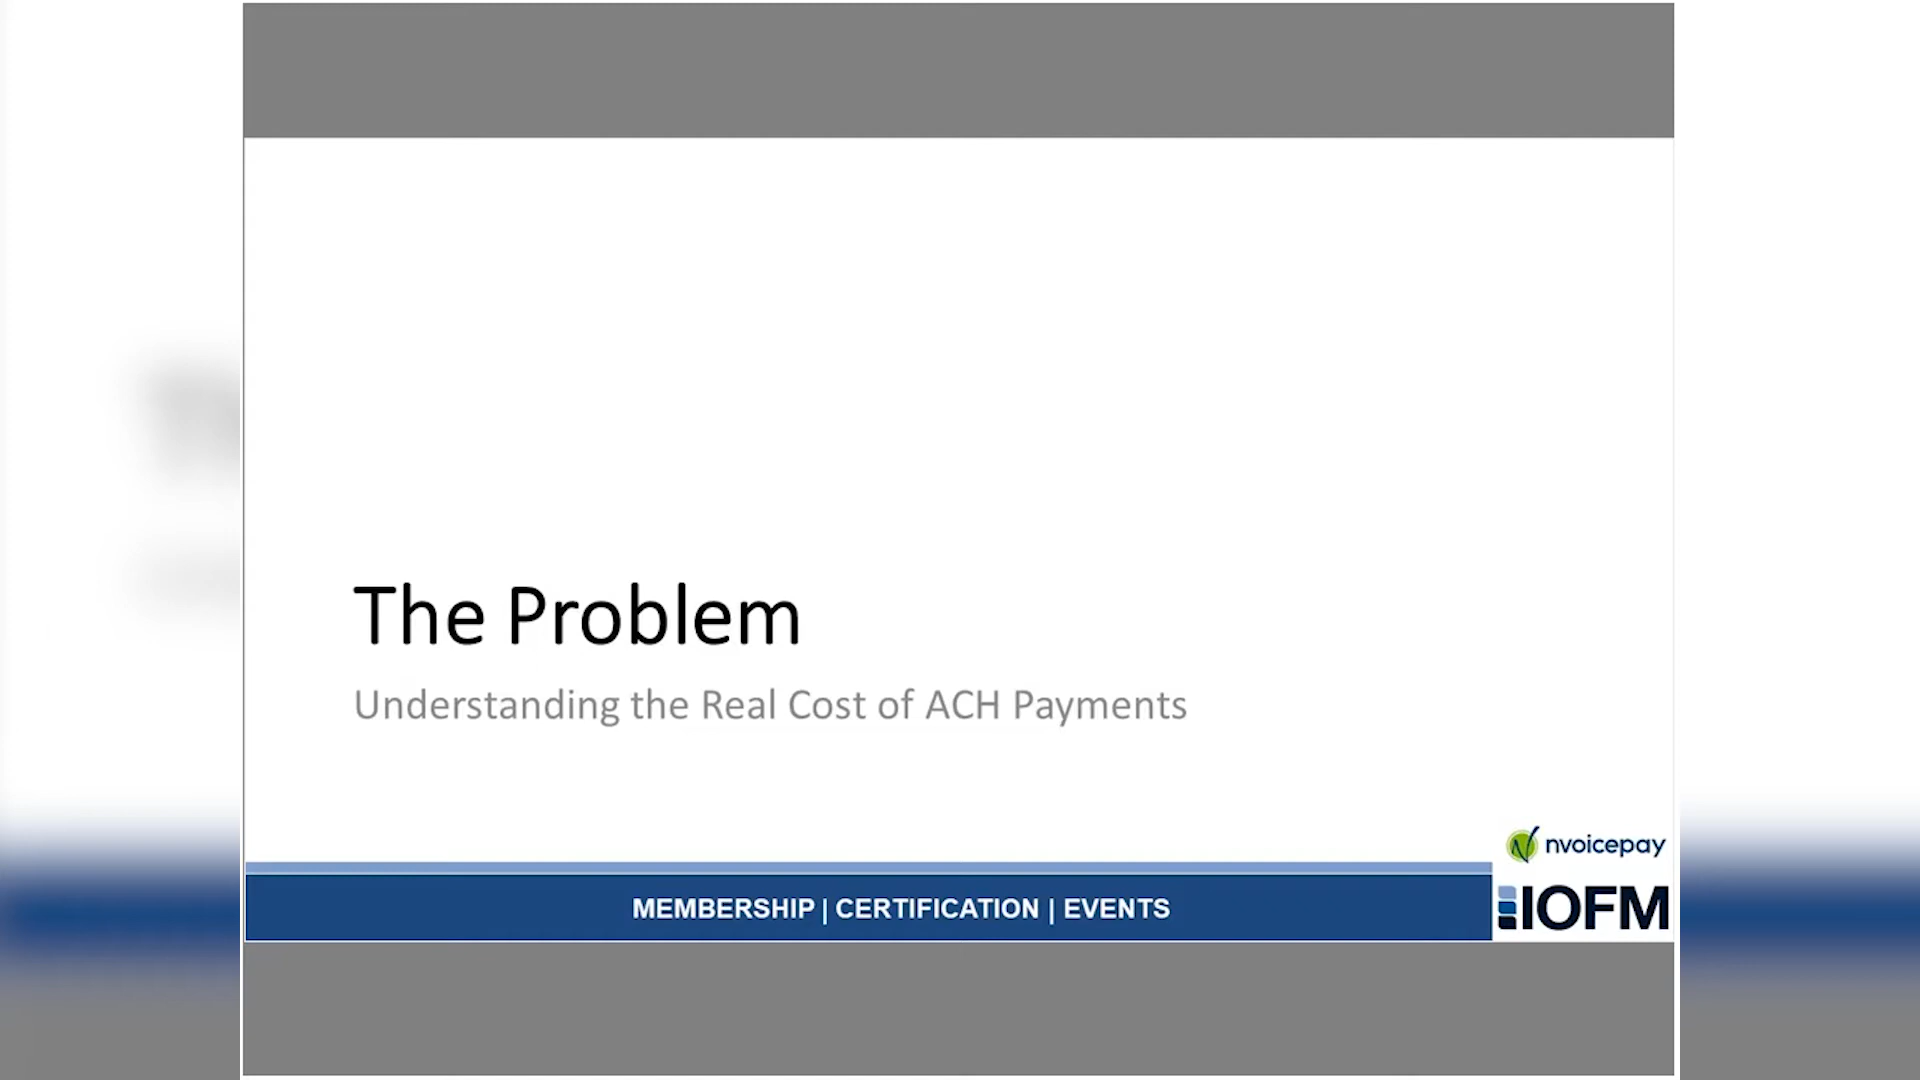 The Problem
Understanding the Real Cost of ACH Payments
nvoicepay
MEMBERSHIP | CERTIFICATION | EVENTS
IOFM